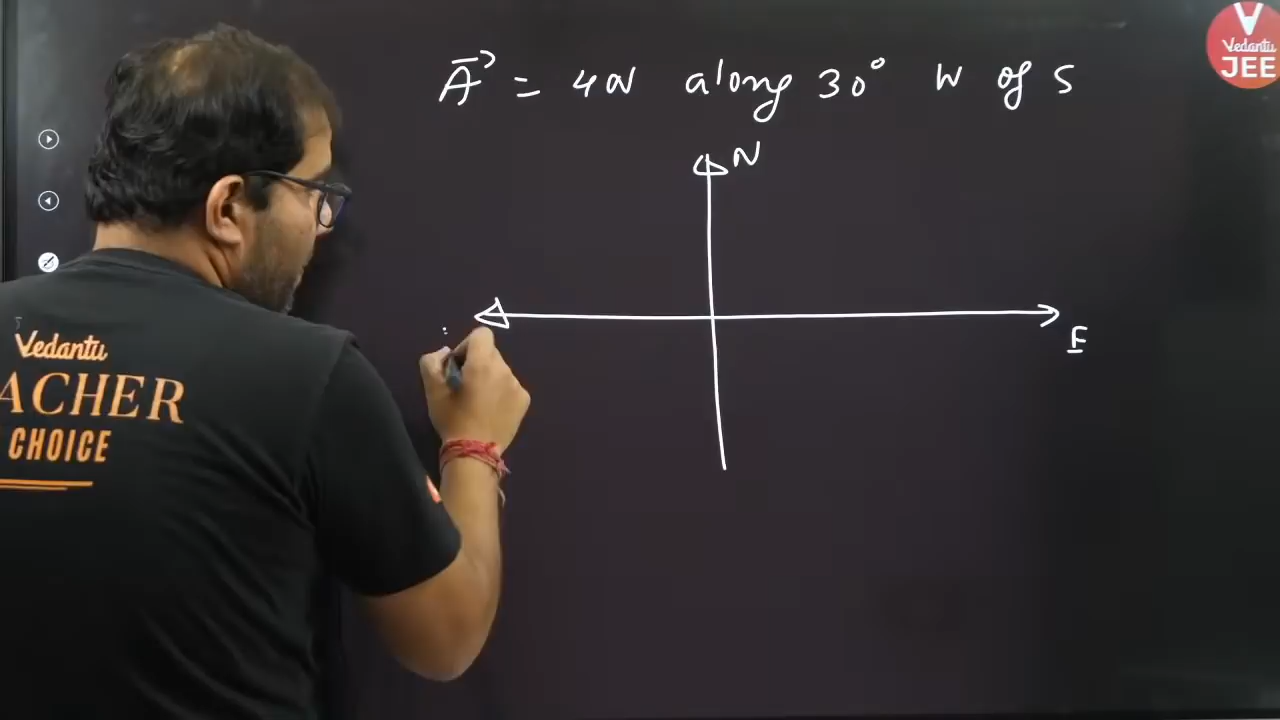 A⃗ = 4N along 30° W of S
N
E
Vedantu
JEE
Vedantu
ACHER
CHOICE